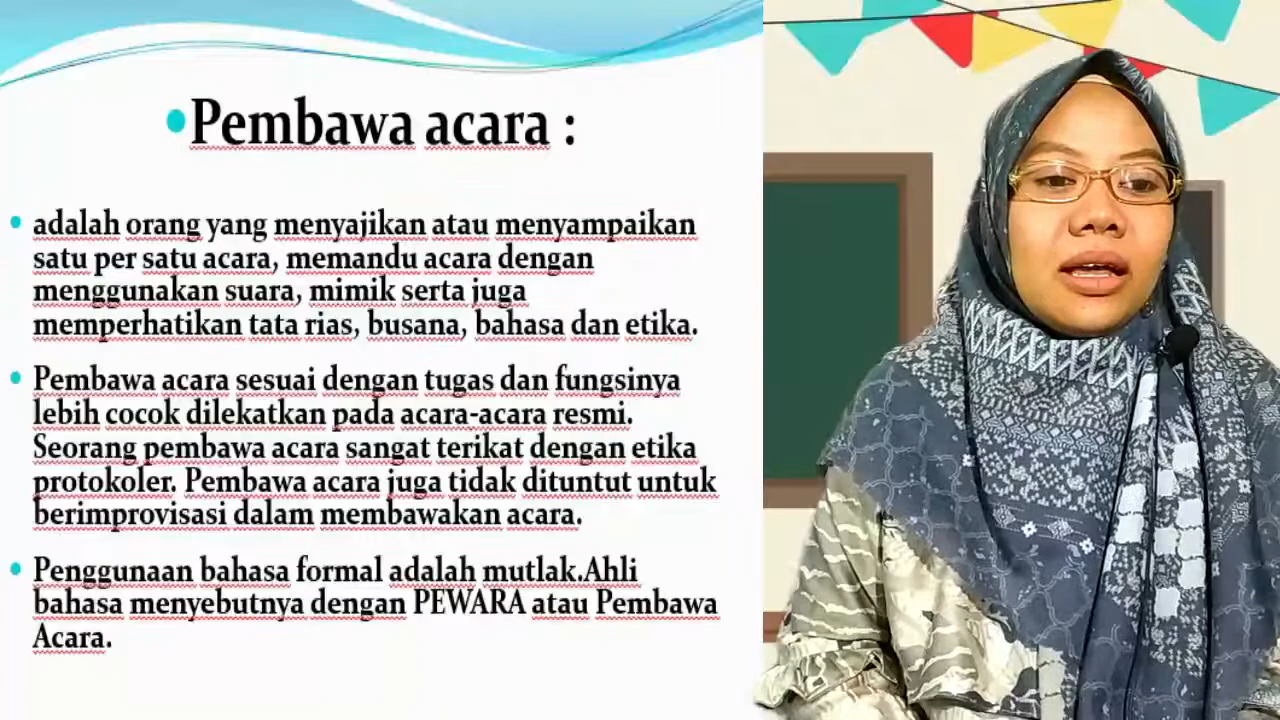 •Pembawa acara :
• adalah orang yang menyajikan atau menyampaikan
satu per satu acara, memandu acara dengan
menggunakan suara, mimik serta juga
memperhatikan tata rias, busana, bahasa dan etika.
• Pembawa acara sesuai dengan tugas dan fungsinya
lebih cocok dilekatkan pada acara-acara resmi.
Seorang pembawa acara sangat terikat dengan etika
protokoler. Pembawa acara juga tidak dituntut untuk
berimprovisasi dalam membawakan acara.
• Penggunaan bahasa formal adalah mutlak.Ahli
bahasa menyebutnya dengan PEWARA atau Pembawa
Acara.